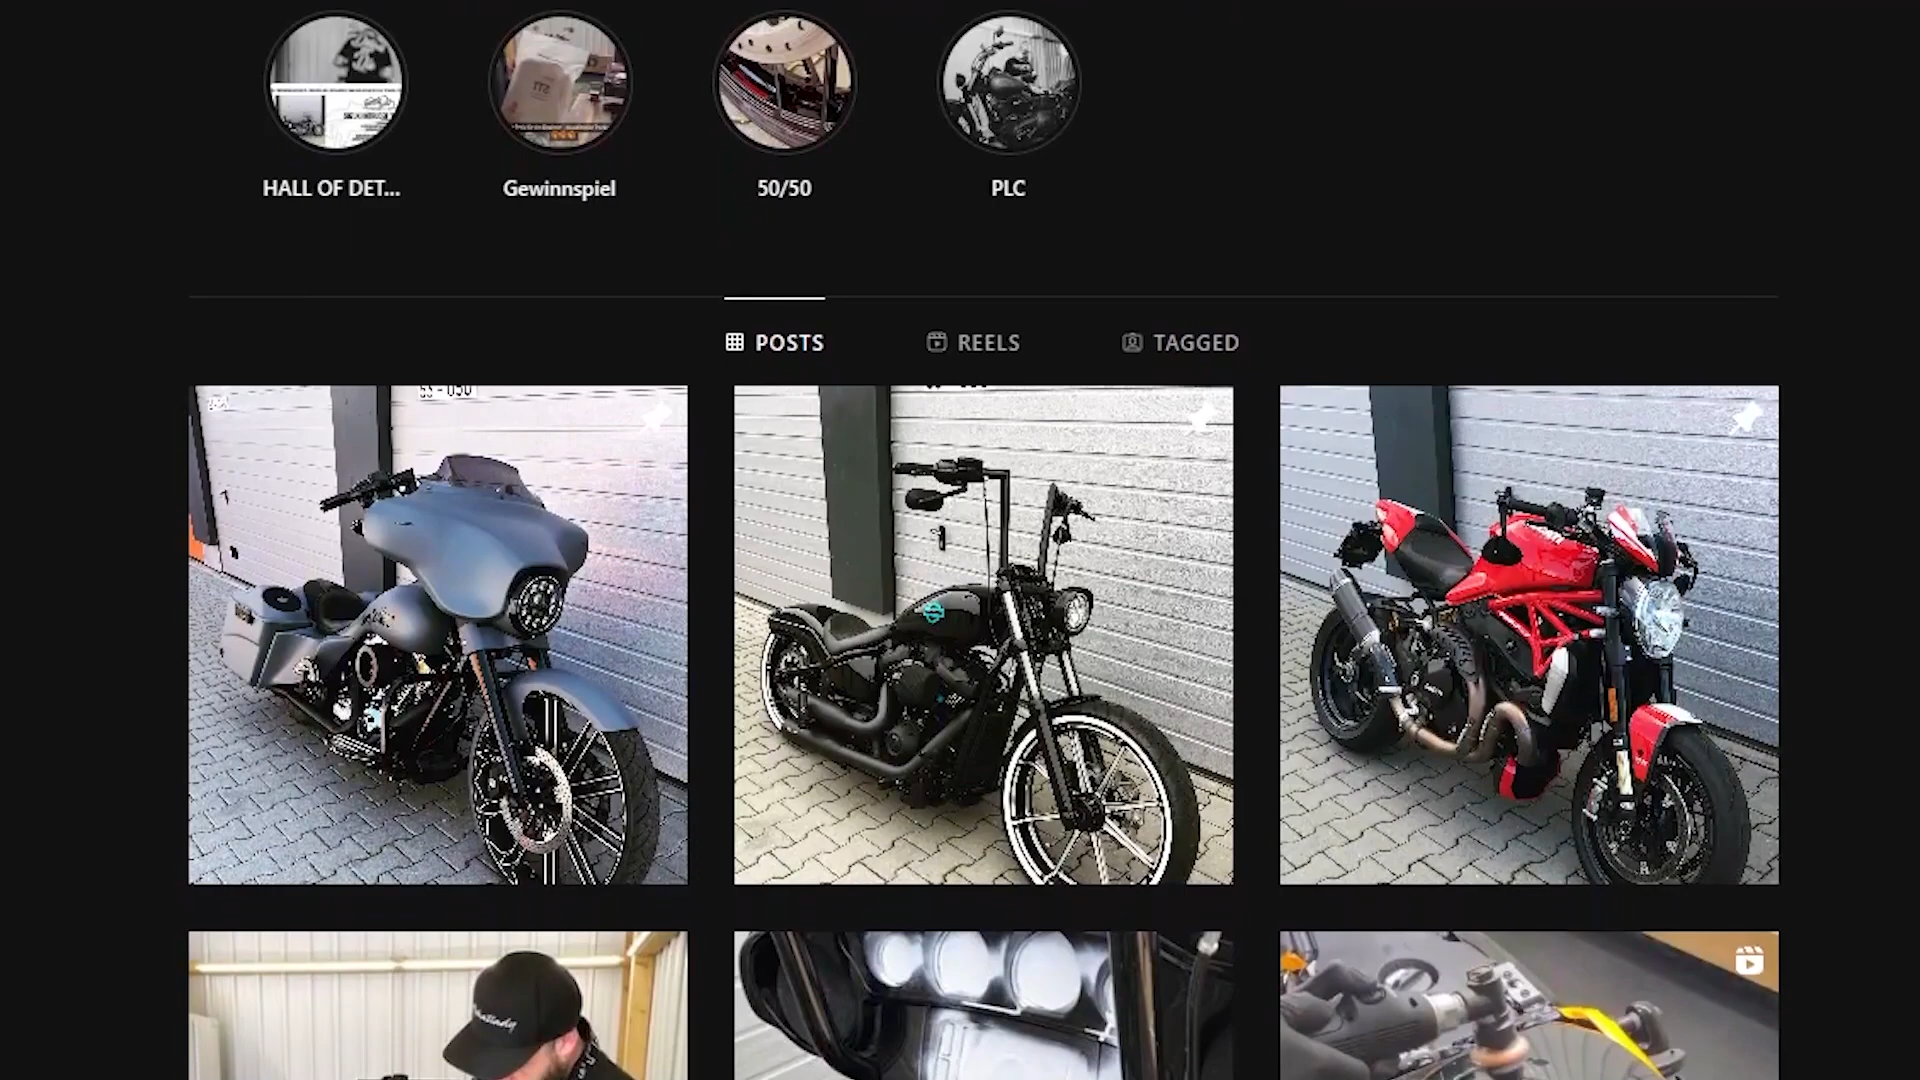 HALL OF DET...
Gewinnspiel
50/50
PLC
POSTS
REELS
TAGGED